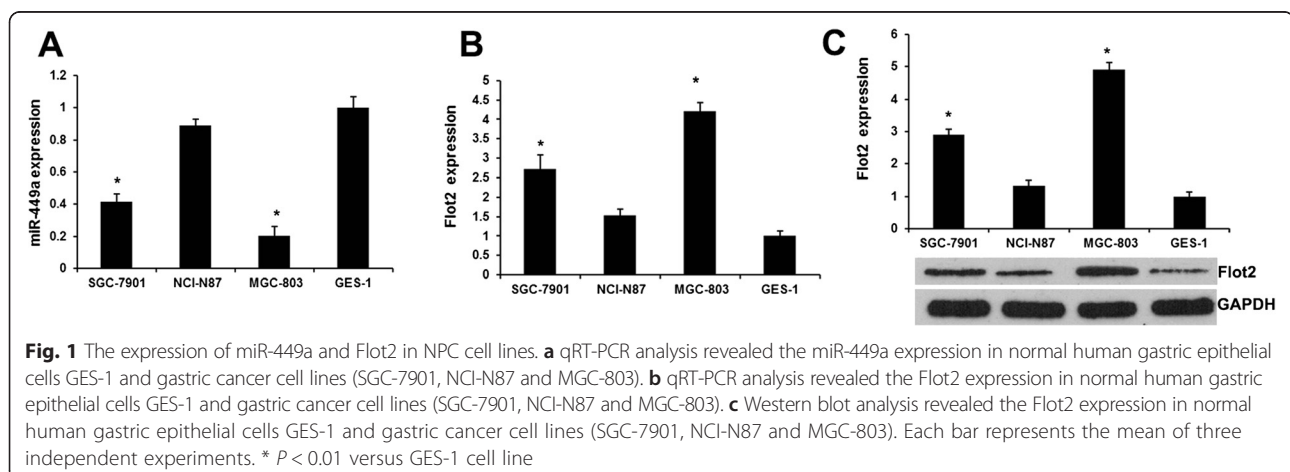 A
miR-449a expression
1.2
1
0.8
0.6
0.4
0.2
0
*
*
SGC-7901 NCI-N87 MGC-803 GES-1
B
Flot2 expression
5
4.5
4
3.5
3
2.5
2
1.5
1
0.5
0
*
*
SGC-7901 NCI-N87 MGC-803 GES-1
C
Flot2 expression
6
5
4
3
2
1
0
*
*
SGC-7901 NCI-N87 MGC-803 GES-1
Flot2
GAPDH
Fig. 1 The expression of miR-449a and Flot2 in NPC cell lines. a qRT-PCR analysis revealed the miR-449a expression in normal human gastric epithelial
cells GES-1 and gastric cancer cell lines (SGC-7901, NCI-N87 and MGC-803). b qRT-PCR analysis revealed the Flot2 expression in normal human gastric
epithelial cells GES-1 and gastric cancer cell lines (SGC-7901, NCI-N87 and MGC-803). c Western blot analysis revealed the Flot2 expression in normal
human gastric epithelial cells GES-1 and gastric cancer cell lines (SGC-7901, NCI-N87 and MGC-803). Each bar represents the mean of three
independent experiments. * P < 0.01 versus GES-1 cell line